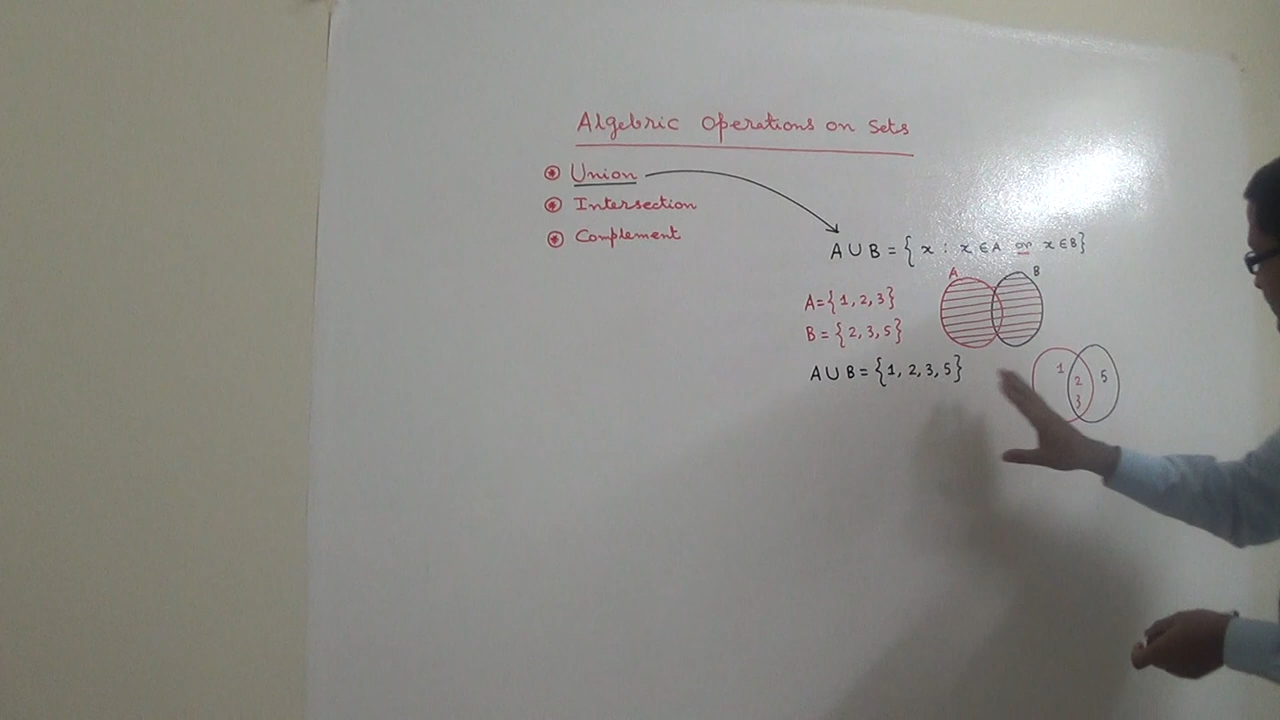 Algebric Operations on Sets
⊛ Union
⊛ Intersection
⊛ Complement
A ∪ B = { x : x ∈ A or x ∈ B}
A B
A = {1, 2, 3}
B = {2, 3, 5}
A ∪ B = {1, 2, 3, 5}
1 2 3 5